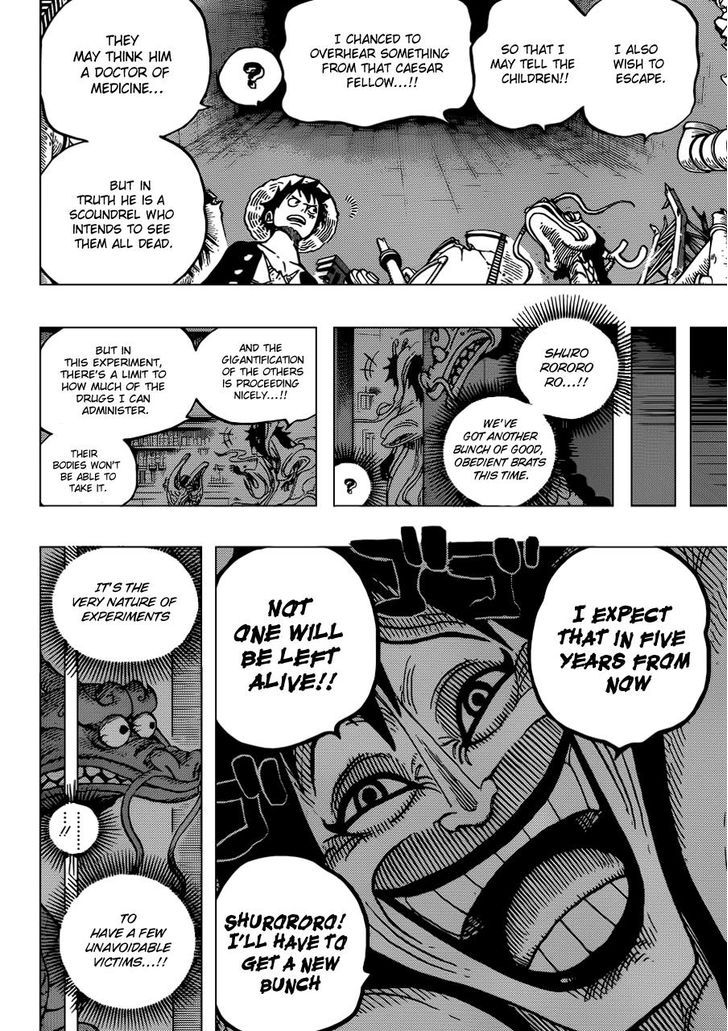 I ALSO
WISH TO
ESCAPE.
SO THAT I
MAY TELL THE
CHILDREN!!
I CHANCED TO
OVERHEAR SOMETHING
FROM THAT CAESAR
FELLOW...!!
?
THEY
MAY THINK HIM
A DOCTOR OF
MEDICINE...
BUT IN
TRUTH HE IS A
SCOUNDREL WHO
INTENDS TO SEE
THEM ALL DEAD.
SHURO
RORORO
RO...!!
WE'VE
GOT ANOTHER
BUNCH OF GOOD,
OBEDIENT BRATS
THIS TIME.
?
AND THE
GIGANTIFICATION
OF THE OTHERS
IS PROCEEDING
NICELY...!!
BUT IN
THIS EXPERIMENT,
THERE'S A LIMIT TO
HOW MUCH OF THE
DRUGS I CAN
ADMINISTER.
THEIR
BODIES WON'T
BE ABLE TO
TAKE IT.
I EXPECT
THAT IN FIVE
YEARS FROM
NOW
NOT
ONE WILL
BE LEFT
ALIVE!!
SHURORORO!
I'LL HAVE TO
GET A NEW
BUNCH
IT'S THE
VERY NATURE OF
EXPERIMENTS
......
!!
TO
HAVE A FEW
UNAVOIDABLE
VICTIMS...!!